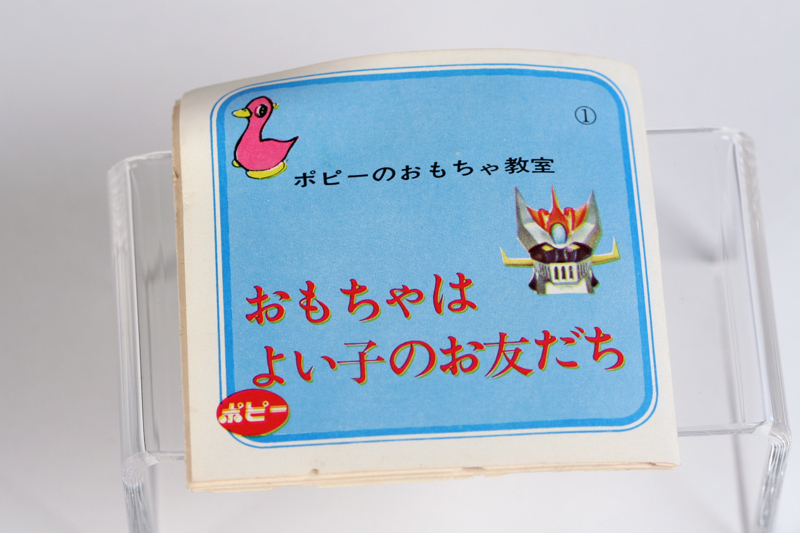 ①
ポピーのおもちゃ教室
おもちゃは
よい子のお友だち
ポピー